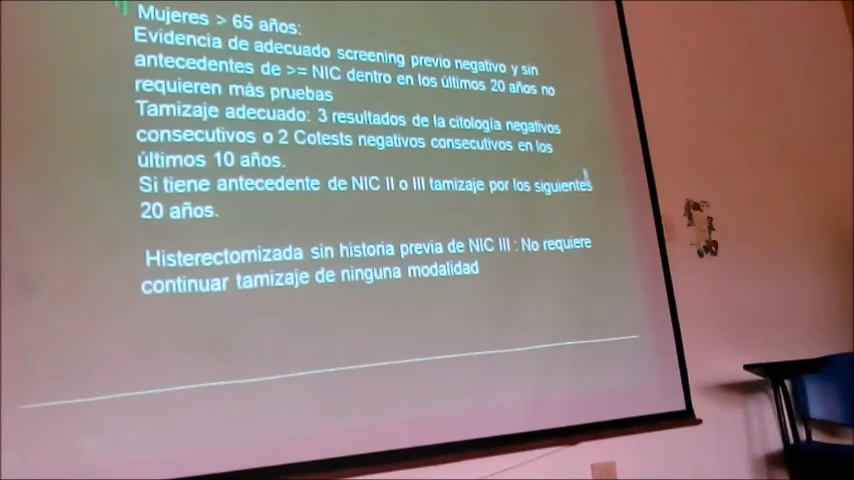 Mujeres > 65 años:
Evidencia de adecuado screening previo negativo y sin
antecedentes de >= NIC dentro en los últimos 20 años no
requieren más pruebas
Tamizaje adecuado: 3 resultados de la citología negativos
consecutivos o 2 Cotests negativos consecutivos en los
últimos 10 años.
Si tiene antecedente de NIC II o III tamizaje por los siguientes
20 años.
Histerectomizada sin historia previa de NIC III : No requiere
continuar tamizaje de ninguna modalidad